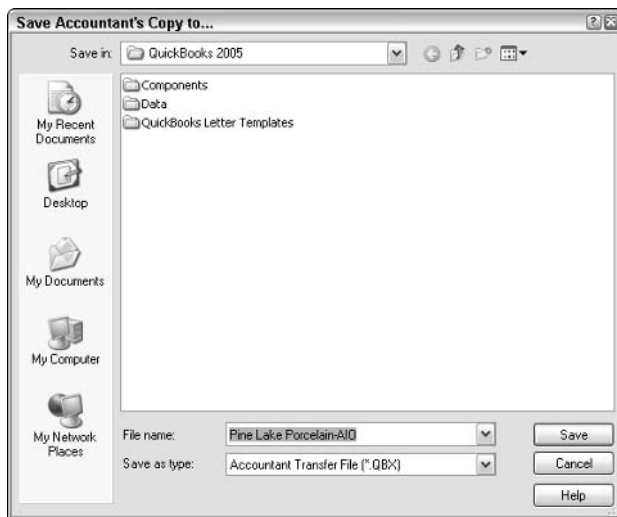 Save Accountant's Copy to...
Save in:
QuickBooks 2005
My Recent
Documents
Desktop
My Documents
My Computer
My Network
Places
Components
Data
QuickBooks Letter Templates
File name:
Pine Lake Porcelain-AIO
Save
Save as type:
Accountant Transfer File (*.QBX)
Cancel
Help